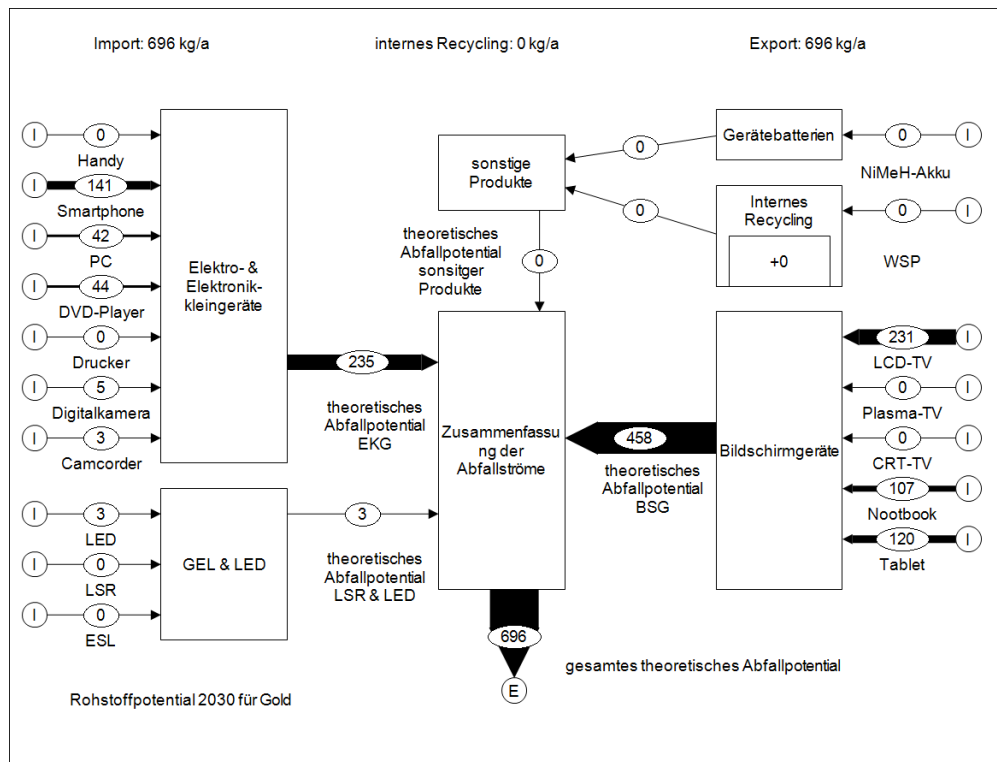 Import: 696 kg/a
internes Recycling: 0 kg/a
Export: 696 kg/a
I
0
Handy
I
141
Smartphone
I
42
PC
I
44
DVD-Player
I
0
Drucker
I
5
Digitalkamera
I
3
Camcorder
Elektro- &
Elektronik-
kleingeräte
235
theoretisches
Abfallpotential
EKG
I
3
LED
I
0
LSR
I
0
ESL
GEL & LED
3
theoretisches
Abfallpotential
LSR & LED
sonstige
Produkte
0
0
theoretisches
Abfallpotential
sonsitger
Produkte
0
Zusammenfassu
ng der
Abfallströme
696
E
gesamtes theoretisches Abfallpotential
Gerätebatterien
0
I
NiMeH-Akku
Internes
Recycling
+0
0
I
WSP
458
theoretisches
Abfallpotential
BSG
Bildschirmgeräte
231
I
LCD-TV
0
I
Plasma-TV
0
I
CRT-TV
107
I
Nootbook
120
I
Tablet
Rohstoffpotential 2030 für Gold